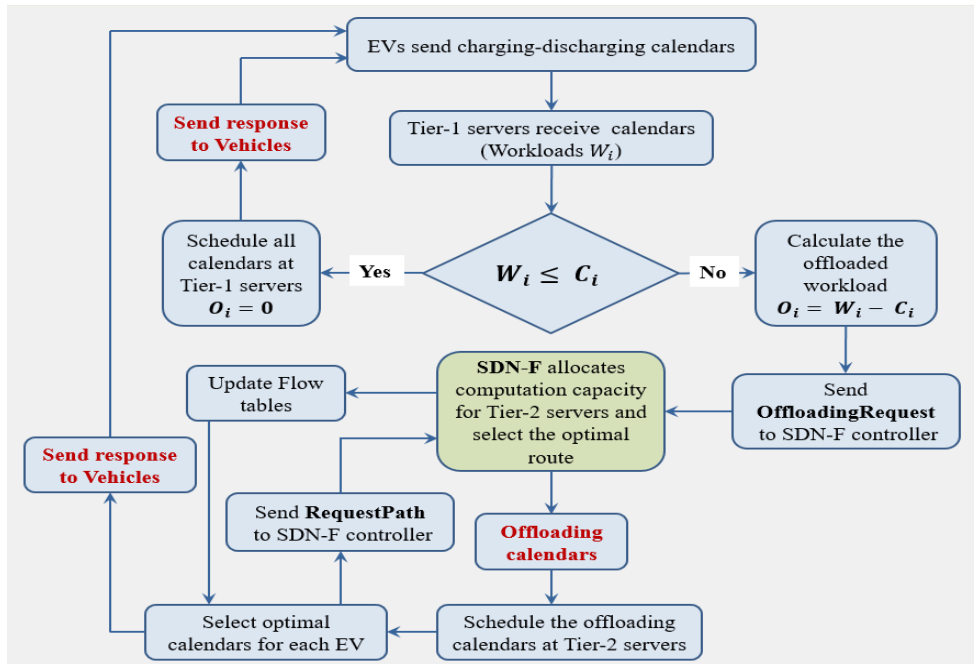 EVs send charging-discharging calendars
Send response
to Vehicles
Tier-1 servers receive calendars
(Workloads W_i)
Schedule all
calendars at
Tier-1 servers
O_i = 0
Yes
W_i ≤ C_i
No
Calculate the
offloaded
workload
O_i = W_i − C_i
Update Flow
tables
SDN-F allocates
computation capacity
for Tier-2 servers and
select the optimal
route
Send
OffloadingRequest
to SDN-F controller
Send response
to Vehicles
Send RequestPath
to SDN-F controller
Offloading
calendars
Select optimal
calendars for each EV
Schedule the offloading
calendars at Tier-2 servers